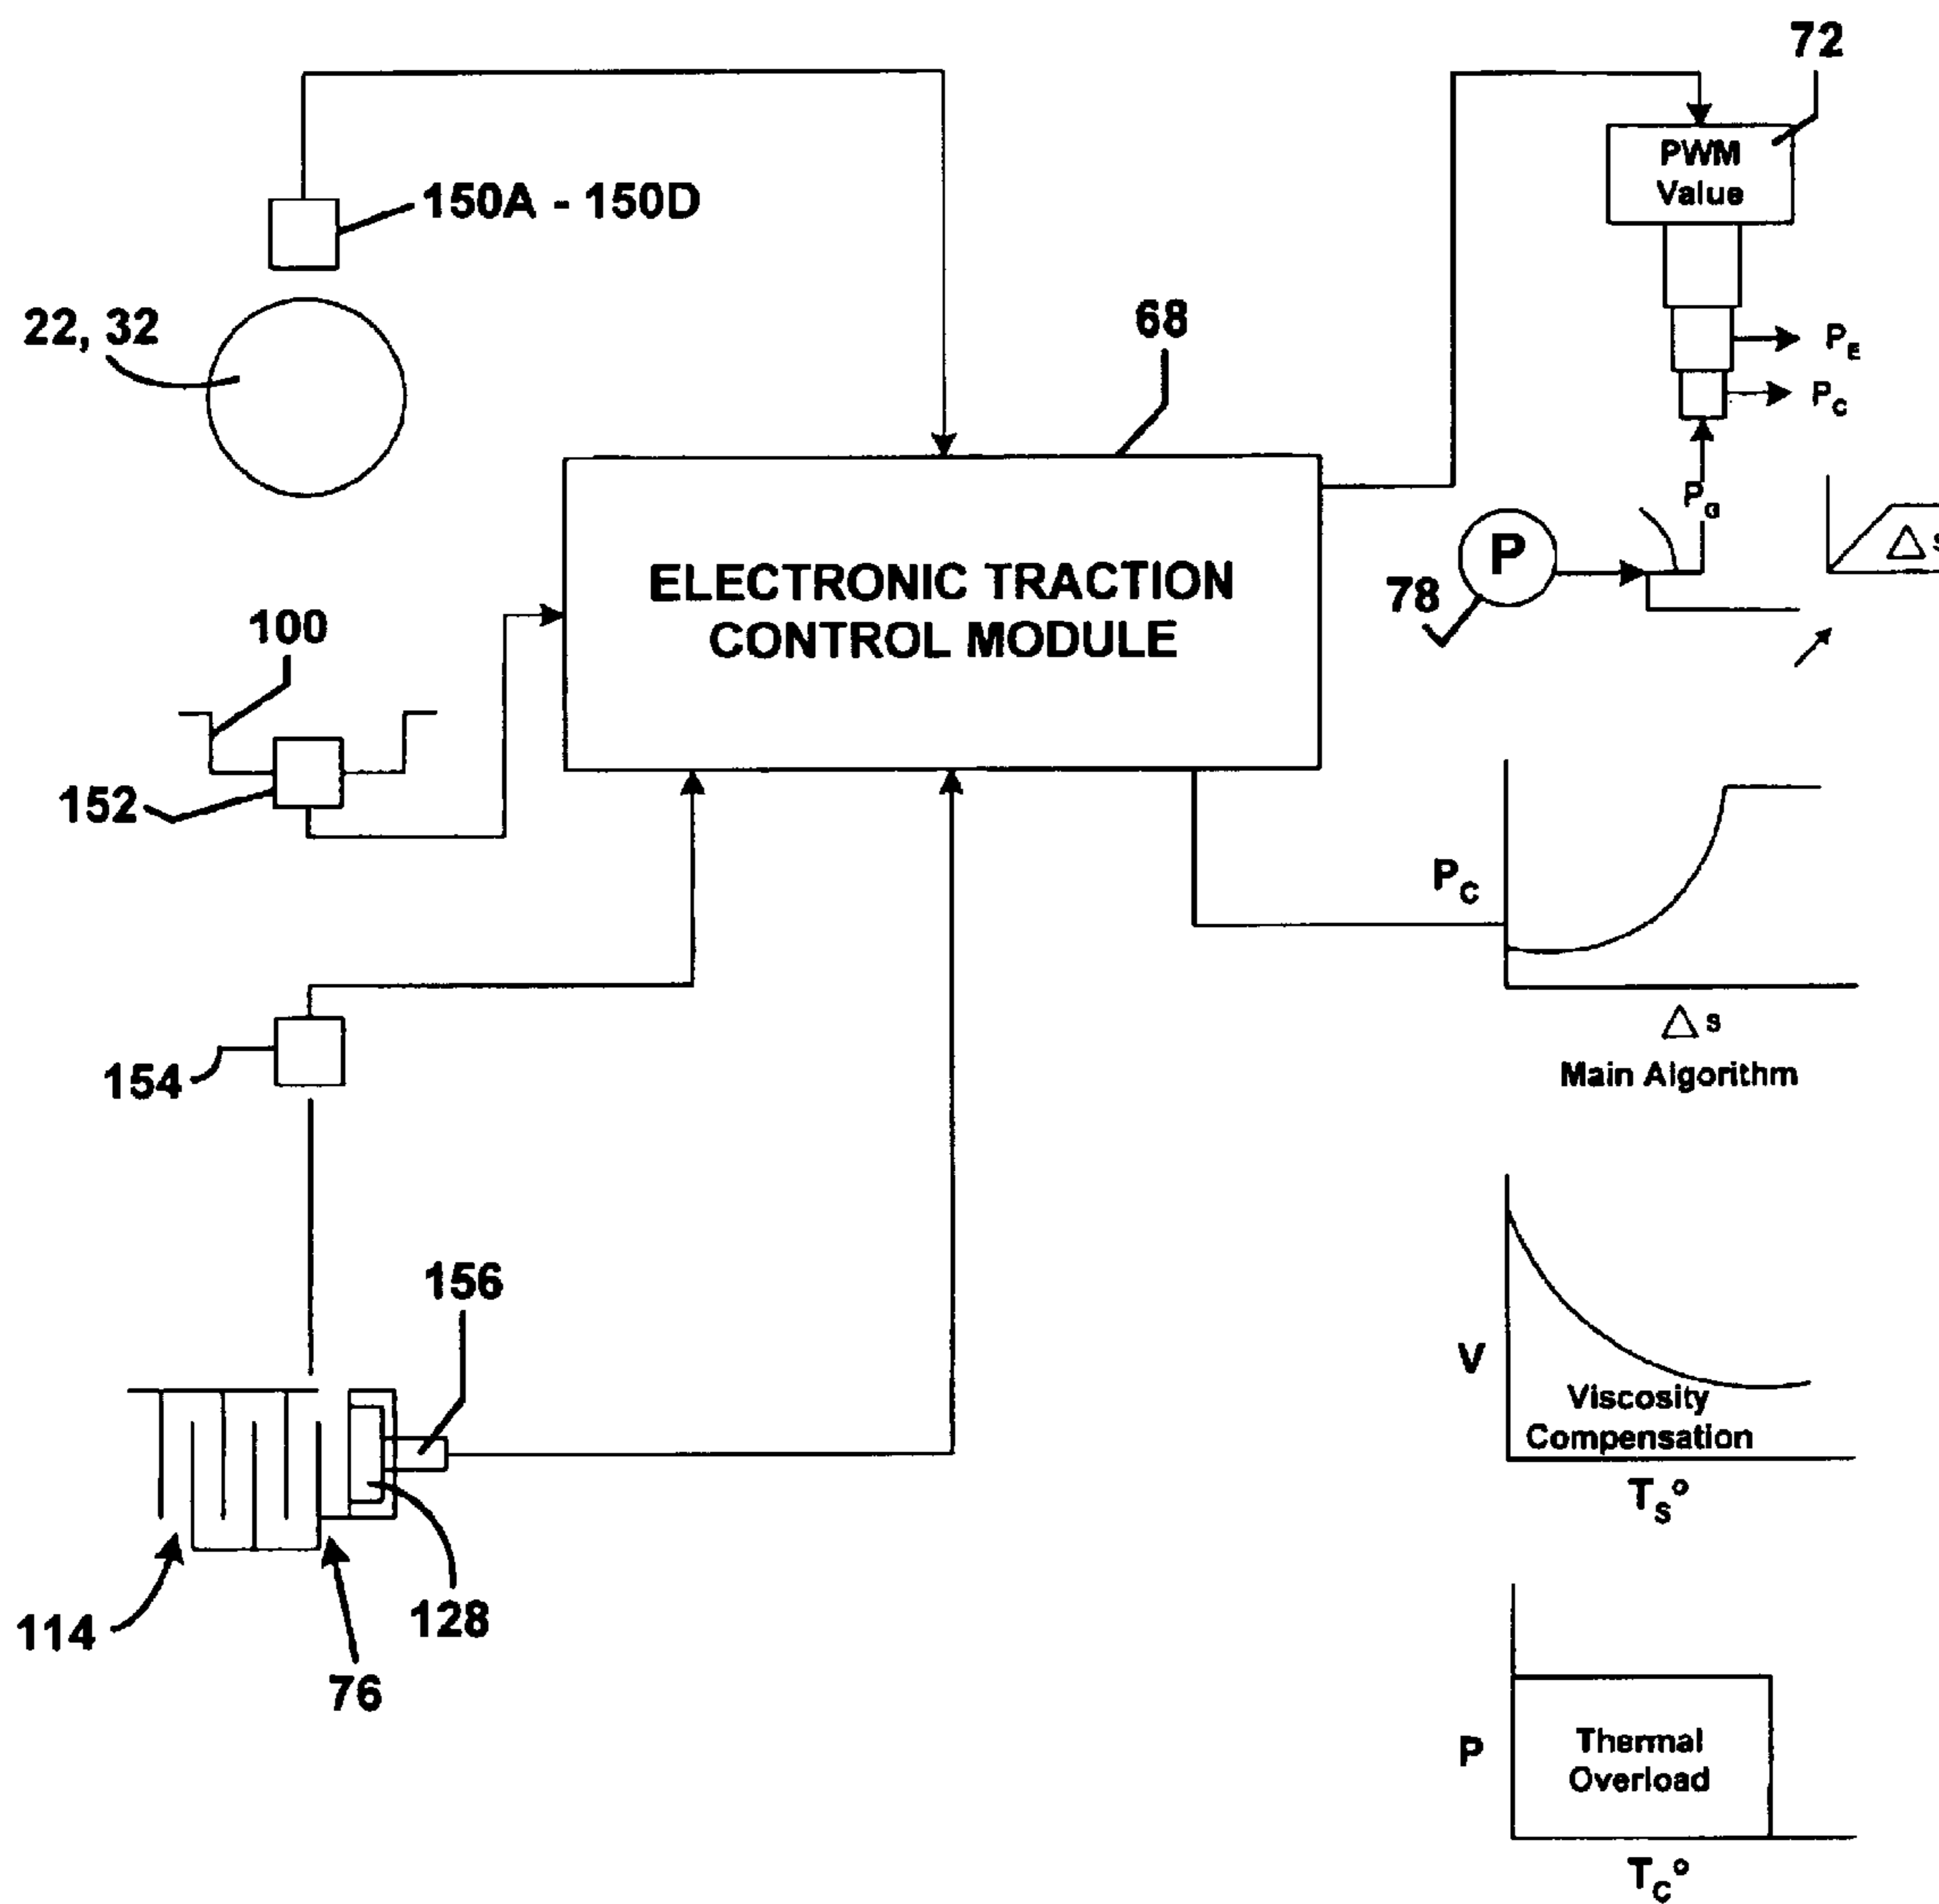 72
PWM
Value
150A - 150D
22, 32
68
P_E
P_C
P_G
Δ s
ELECTRONIC TRACTION
CONTROL MODULE
P
78
100
152
P_C
Δ s
Main Algorithm
154
156
V
Viscosity
Compensation
T_S°
114
128
76
P
Thermal
Overload
T_C°